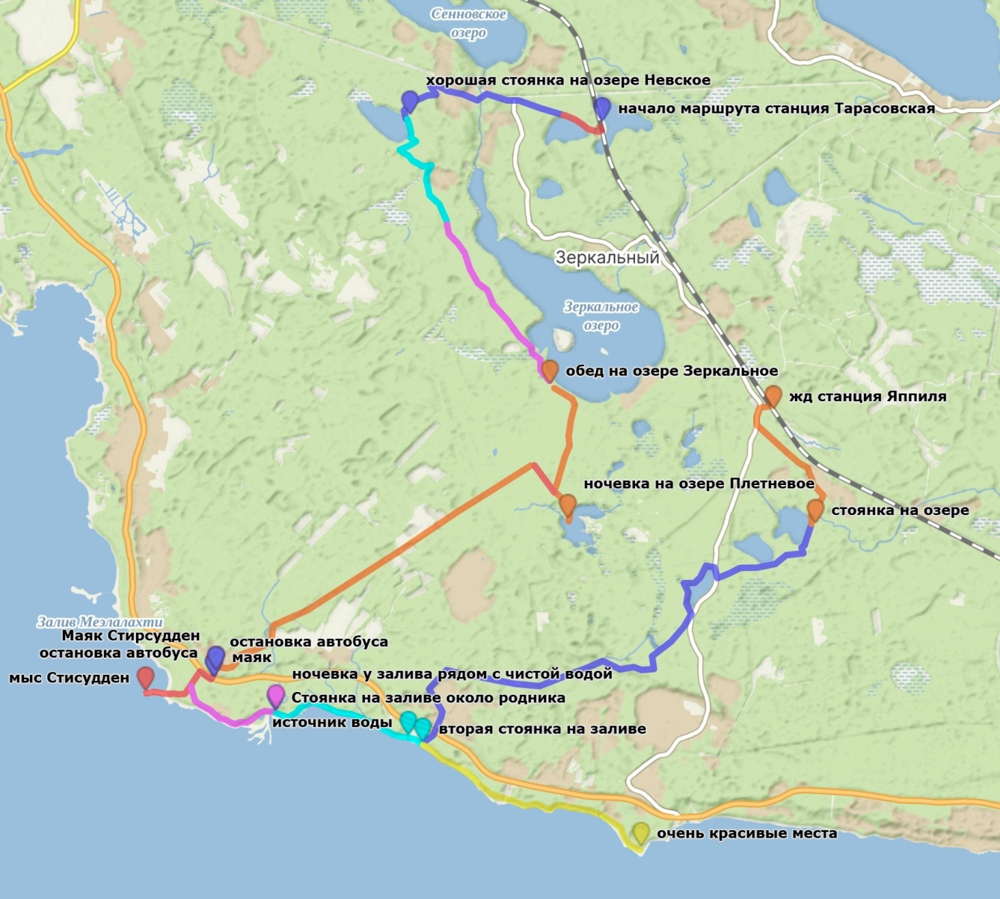 Сенновское
озеро
хорошая стоянка на озере Невское
начало маршрута станция Тарасовская
Зеркальный
Зеркальное
озеро
обед на озере Зеркальное
жд станция Яппиля
ночевка на озере Плетневое
стоянка на озере
Залив Меэлалахти
Маяк Стирсудден
остановка автобуса
остановка автобуса
маяк
мыс Стисудден
ночевка у залива рядом с чистой водой
Стоянка на заливе около родника
источник воды
вторая стоянка на заливе
очень красивые места